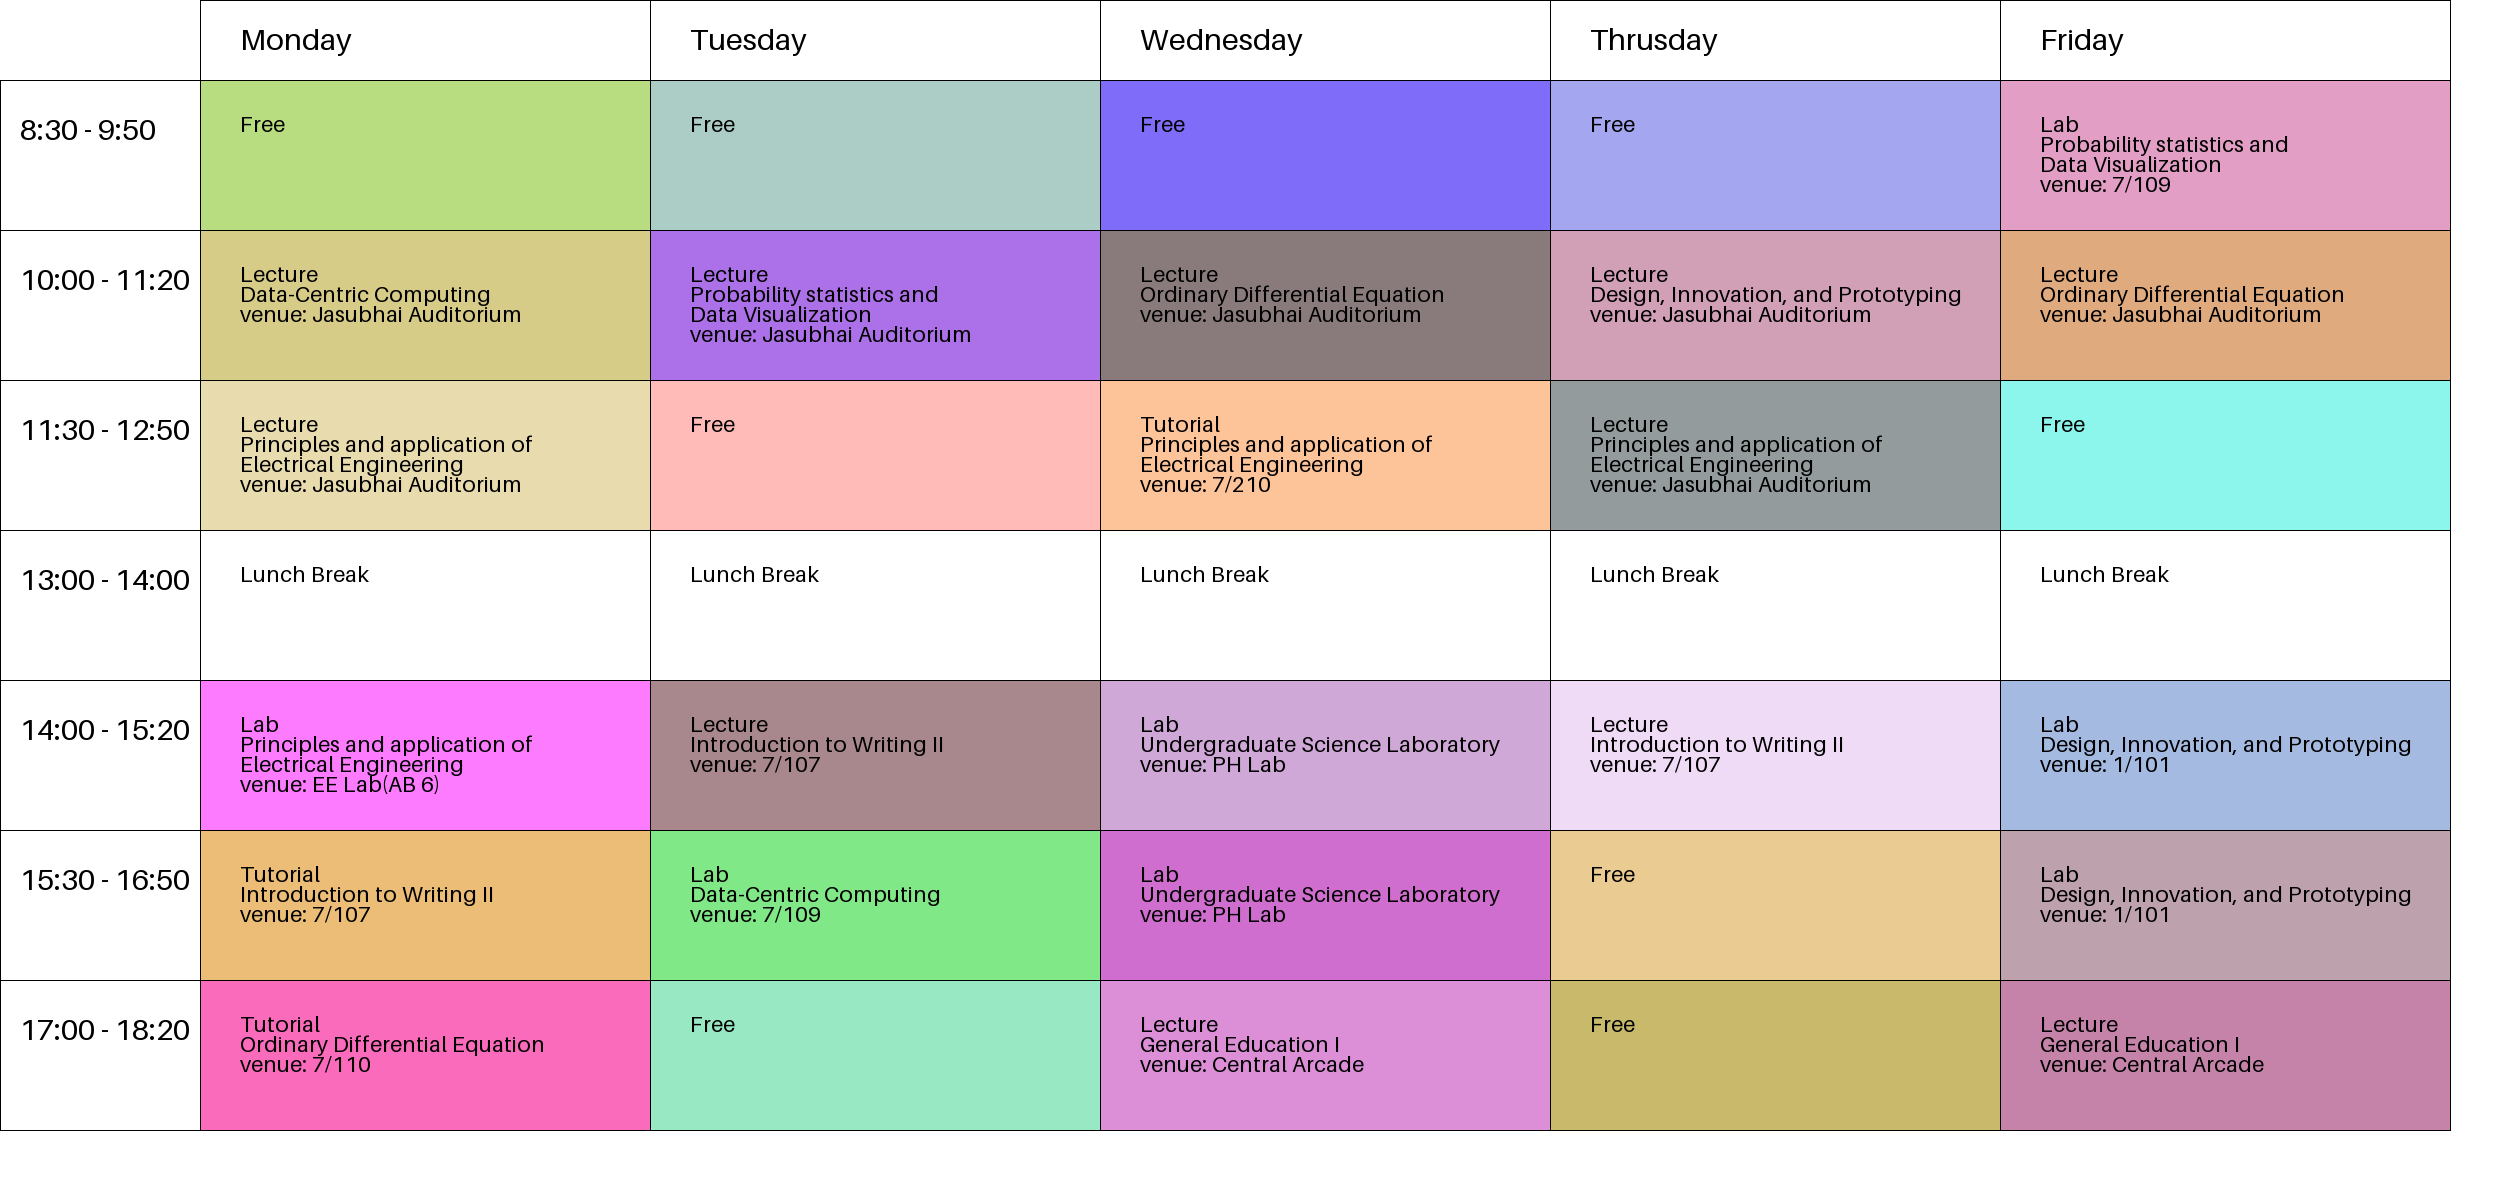 Monday
Tuesday
Wednesday
Thrusday
Friday
8:30 - 9:50
Free
Free
Free
Free
Lab
Probability statistics and
Data Visualization
venue: 7/109
10:00 - 11:20
Lecture
Data-Centric Computing
venue: Jasubhai Auditorium
Lecture
Probability statistics and
Data Visualization
venue: Jasubhai Auditorium
Lecture
Ordinary Differential Equation
venue: Jasubhai Auditorium
Lecture
Design, Innovation, and Prototyping
venue: Jasubhai Auditorium
Lecture
Ordinary Differential Equation
venue: Jasubhai Auditorium
11:30 - 12:50
Lecture
Principles and application of
Electrical Engineering
venue: Jasubhai Auditorium
Free
Tutorial
Principles and application of
Electrical Engineering
venue: 7/210
Lecture
Principles and application of
Electrical Engineering
venue: Jasubhai Auditorium
Free
13:00 - 14:00
Lunch Break
Lunch Break
Lunch Break
Lunch Break
Lunch Break
14:00 - 15:20
Lab
Principles and application of
Electrical Engineering
venue: EE Lab(AB 6)
Lecture
Introduction to Writing II
venue: 7/107
Lab
Undergraduate Science Laboratory
venue: PH Lab
Lecture
Introduction to Writing II
venue: 7/107
Lab
Design, Innovation, and Prototyping
venue: 1/101
15:30 - 16:50
Tutorial
Introduction to Writing II
venue: 7/107
Lab
Data-Centric Computing
venue: 7/109
Lab
Undergraduate Science Laboratory
venue: PH Lab
Free
Lab
Design, Innovation, and Prototyping
venue: 1/101
17:00 - 18:20
Tutorial
Ordinary Differential Equation
venue: 7/110
Free
Lecture
General Education I
venue: Central Arcade
Free
Lecture
General Education I
venue: Central Arcade